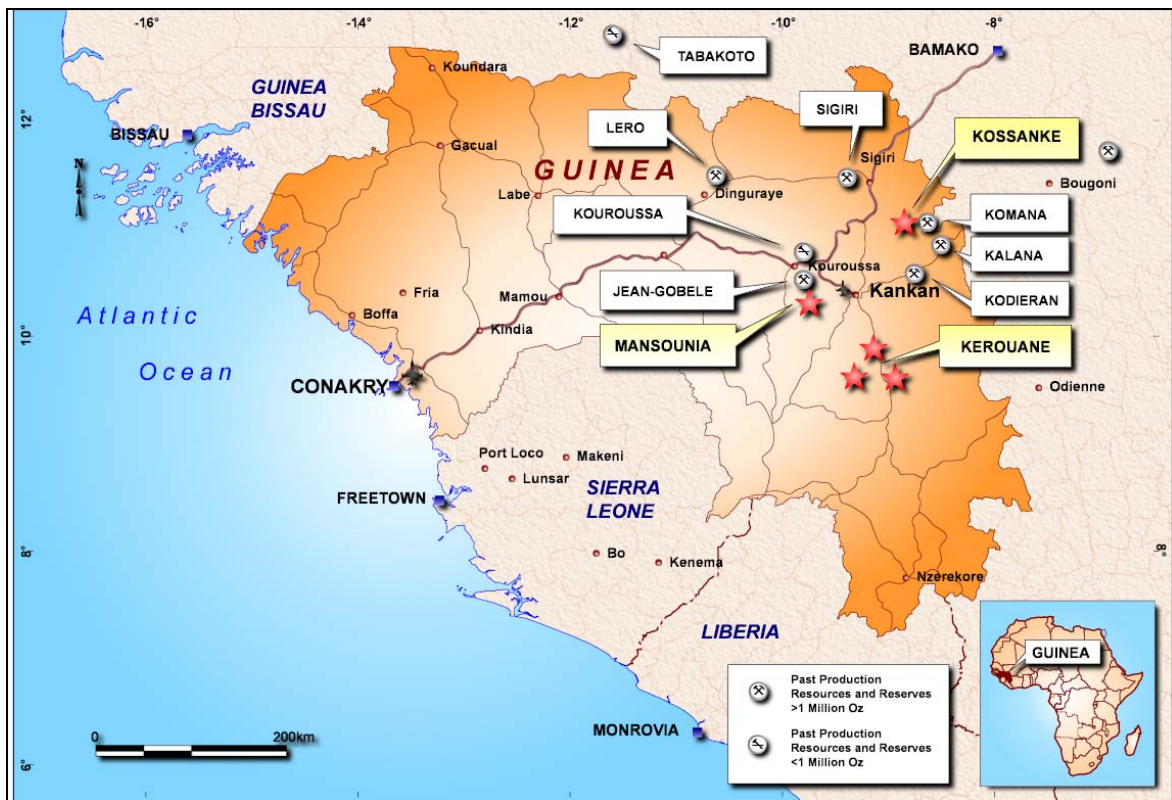 -16°
-14°
-12°
-10°
-8°
BAMAKO
TABAKOTO
Koundara
GUINEA
BISSAU
SIGIRI
LERO
12°
BISSAU
KOSSANKE
N
S
Gacual
GUINEA
Sigiri
Bougoni
Labe
Dinguraye
KOUROUSSA
KOMANA
KALANA
Kouroussa
JEAN-GOBELE
Kankan
KODIERAN
Fria
Mamou
Boffa
Atlantic
Ocean
10°
Kindia
MANSOUNIA
KEROUANE
CONAKRY
Odienne
Port Loco
Makeni
Lunsar
SIERRA
LEONE
FREETOWN
8°
Bo
Kenema
8°
Nzerekore
LIBERIA
GUINEA
Past Production
Resources and Reserves
>1 Million Oz
Past Production
Resources and Reserves
<1 Million Oz
MONROVIA
0
200km
6°